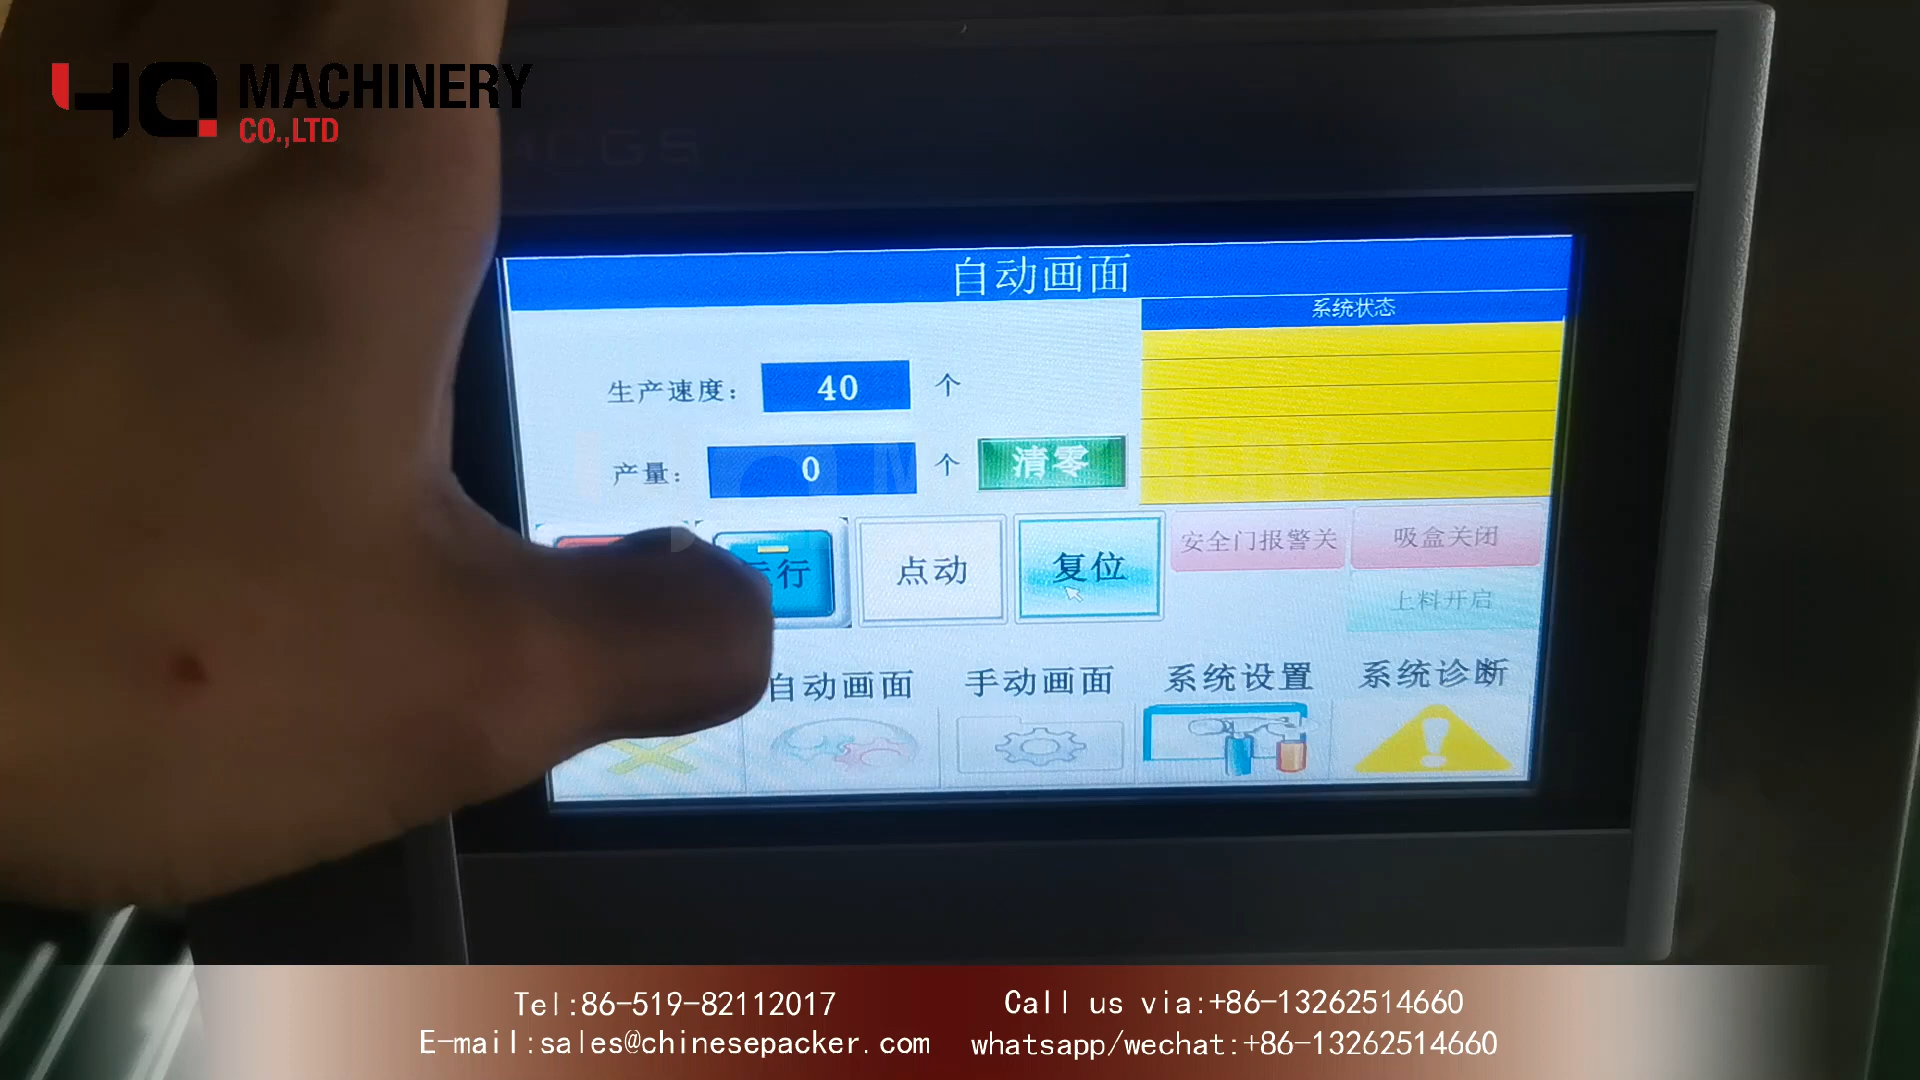 MACHINERY
CO.,LTD
MCGS
自动画面
系统状态
生产速度: 40 个
产量: 0 个 清零
行 点动 复位 安全门报警关 吸盒关闭
上料开启
自动画面 手动画面 系统设置 系统诊断
Tel:86-519-82112017
Call us via:+86-13262514660
E-mail:sales@chinesepacker.com
whatsapp/wechat:+86-13262514660